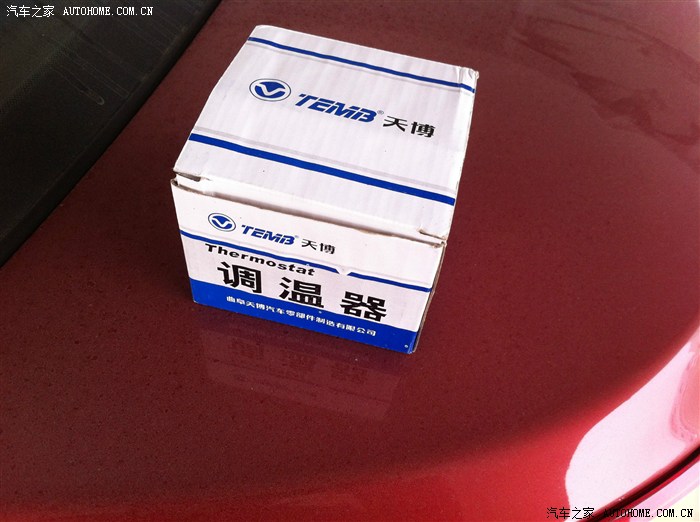 汽车之家 AUTOHOME.COM.CN
TEMB® 天博
TEMB® 天博
Thermostat
调温器
曲阜天博汽车零部件制造有限公司
汽车之家 AUTOHOME.COM.CN